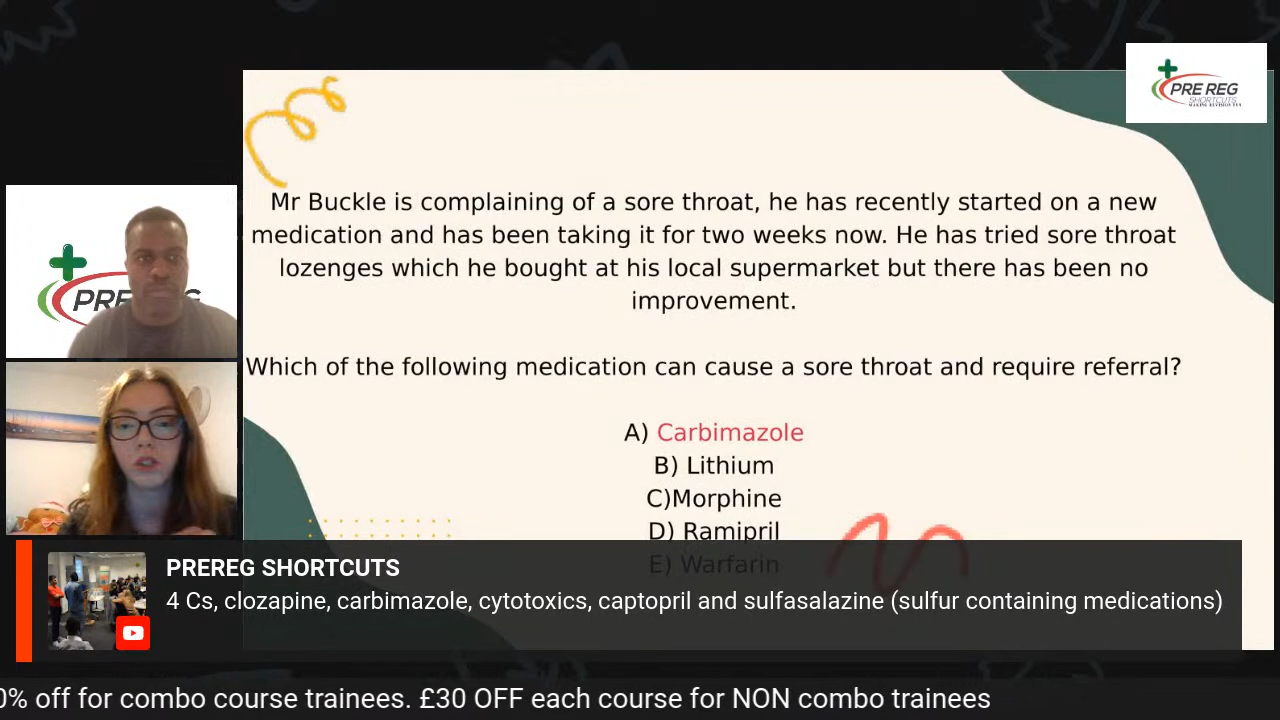 PRE REG
SHORTCUTS
Mr Buckle is complaining of a sore throat, he has recently started on a new
medication and has been taking it for two weeks now. He has tried sore throat
lozenges which he bought at his local supermarket but there has been no
improvement.
Which of the following medication can cause a sore throat and require referral?
A) Carbimazole
B) Lithium
C)Morphine
D) Ramipril
E) Warfarin
PREREG SHORTCUTS
4 Cs, clozapine, carbimazole, cytotoxics, captopril and sulfasalazine (sulfur containing medications)
0% off for combo course trainees. £30 OFF each course for NON combo trainees